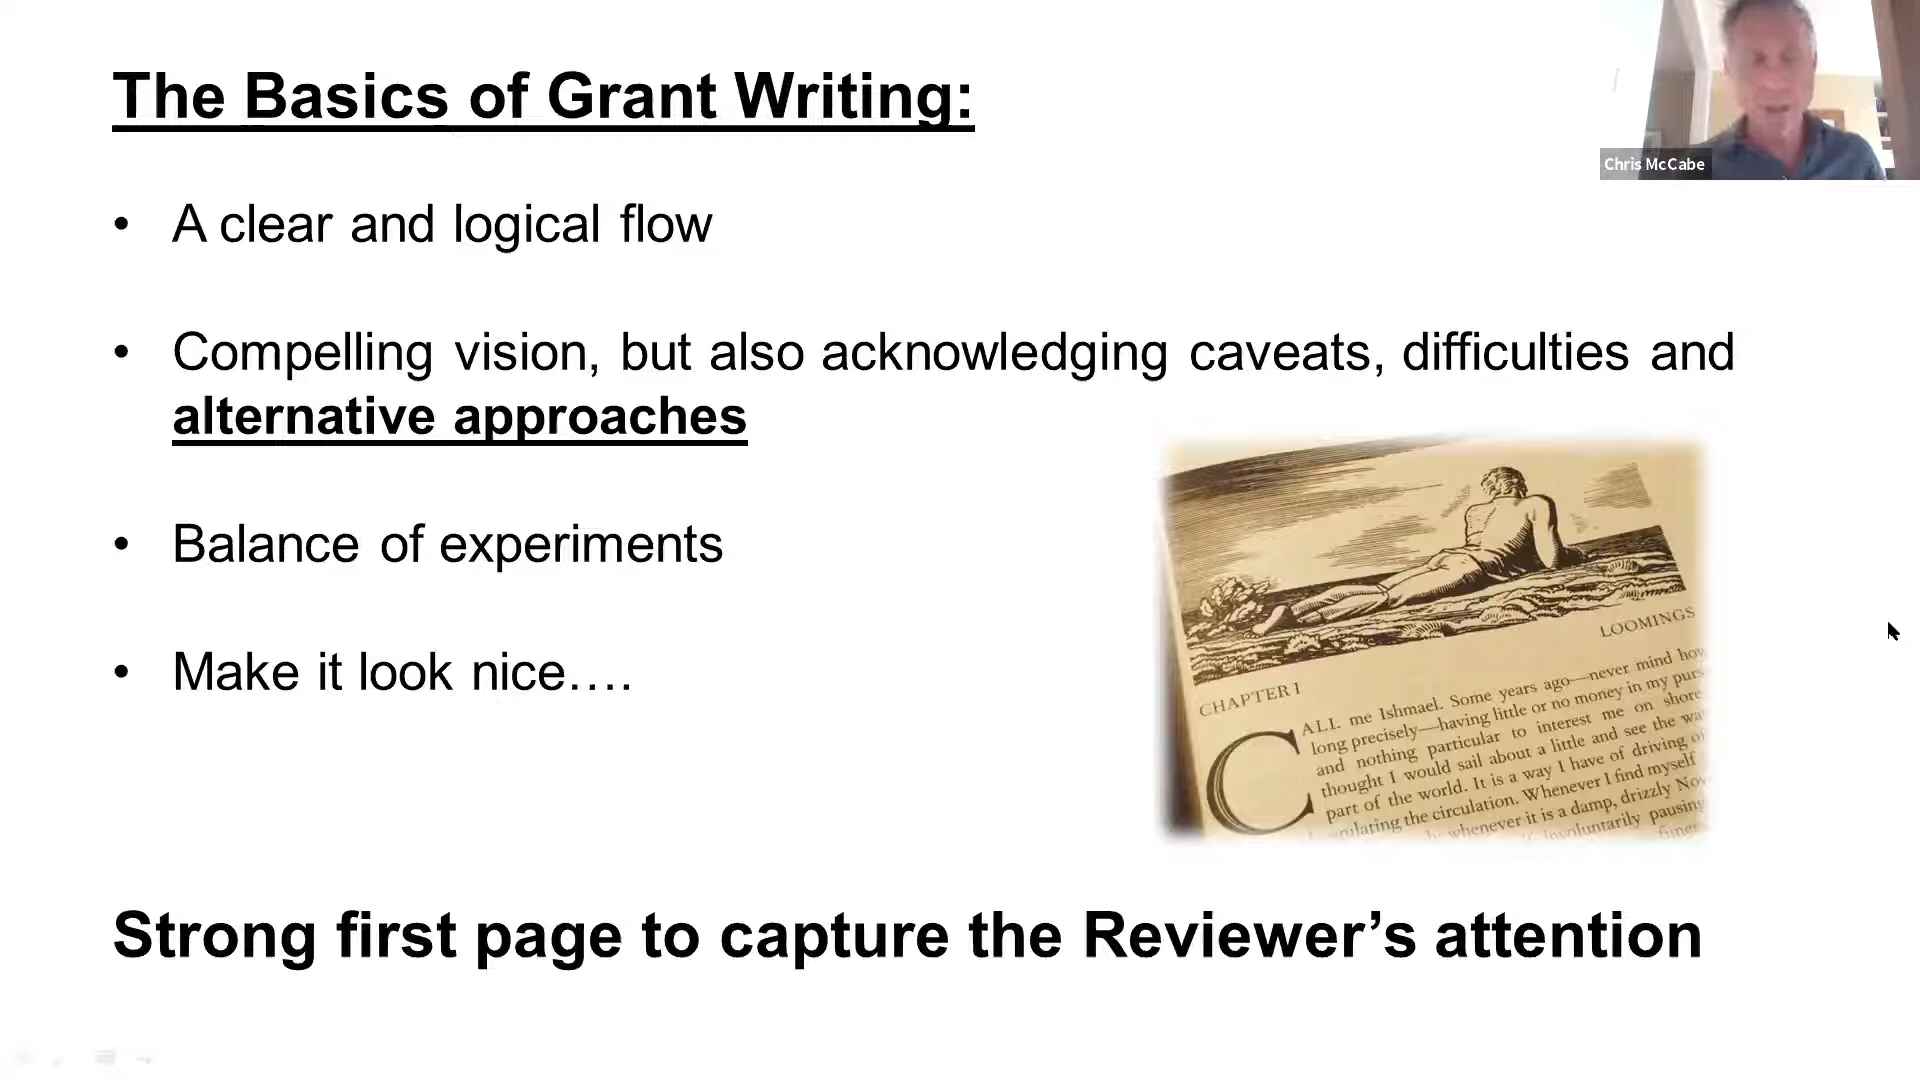 The Basics of Grant Writing:
Chris McCabe
• A clear and logical flow
• Compelling vision, but also acknowledging caveats, difficulties and
alternative approaches
• Balance of experiments
• Make it look nice….
LOOMINGS
CHAPTER I
CALL me Ishmael. Some years ago—never mind how
long precisely—having little or no money in my purs
and nothing particular to interest me on shore
thought I would sail about a little and see the wa
part of the world. It is a way I have of driving of
the circulation. Whenever I find myself
whenever it is a damp, drizzly Nov
involuntarily pausing
Strong first page to capture the Reviewer’s attention